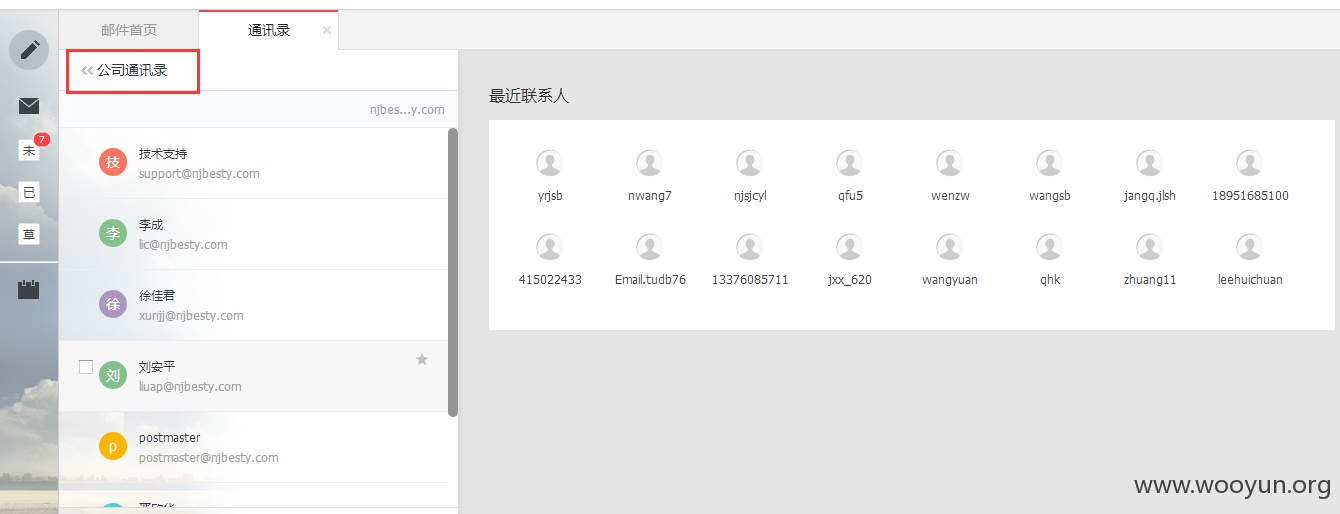 邮件首页
通讯录 ×
7
未
已
草
公司通讯录
njbes...y.com
技
技术支持
support@njbesty.com
李
李成
lic@njbesty.com
徐
徐佳君
xunjj@njbesty.com
刘
刘安平
liuap@njbesty.com
p
postmaster
postmaster@njbesty.com
最近联系人
yrjsb nwang7 njsjcyl qfu5 wenzw wangsb jangq.jlsh 18951685100
415022433 Email.tudb76 13376085711 jxx_620 wangyuan qhk zhuang11 leehuichuan
www.wooyun.org